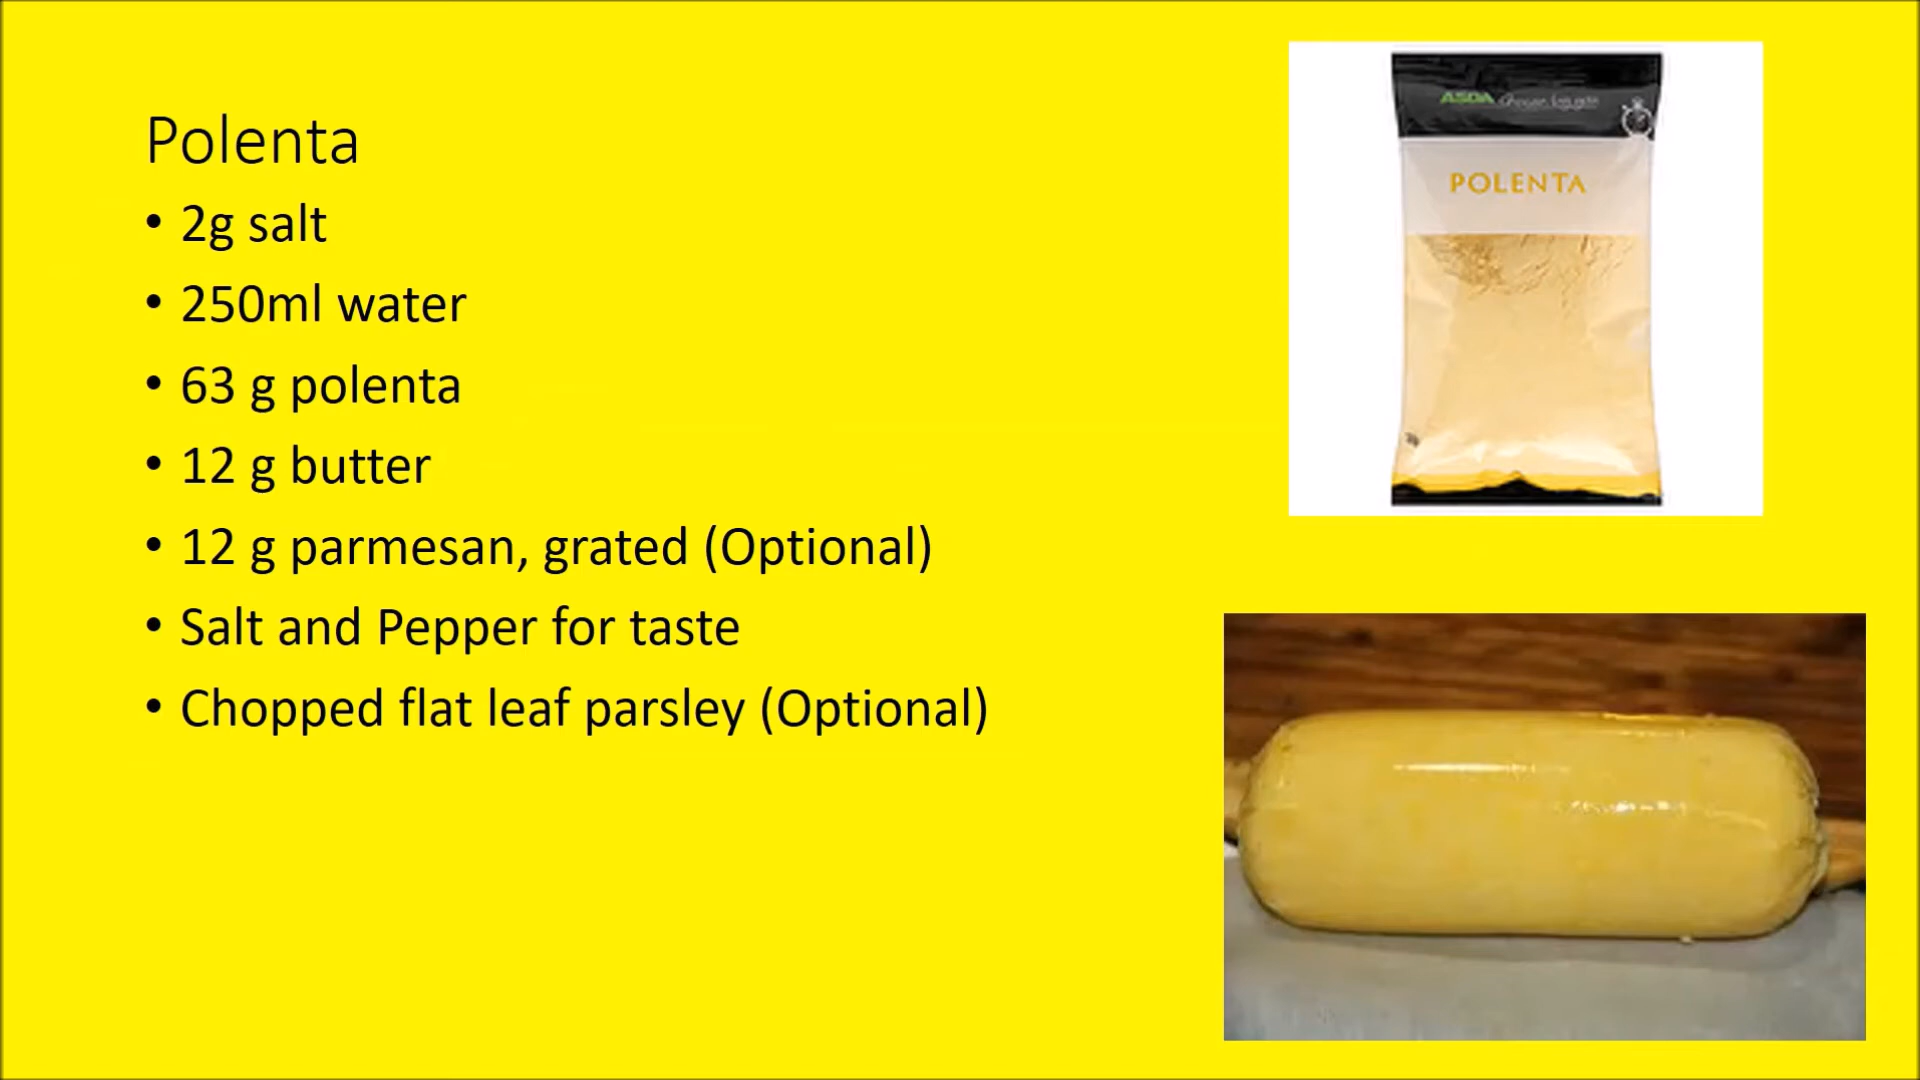 Polenta
• 2g salt
• 250ml water
• 63 g polenta
• 12 g butter
• 12 g parmesan, grated (Optional)
• Salt and Pepper for taste
• Chopped flat leaf parsley (Optional)
ASDA
POLENTA